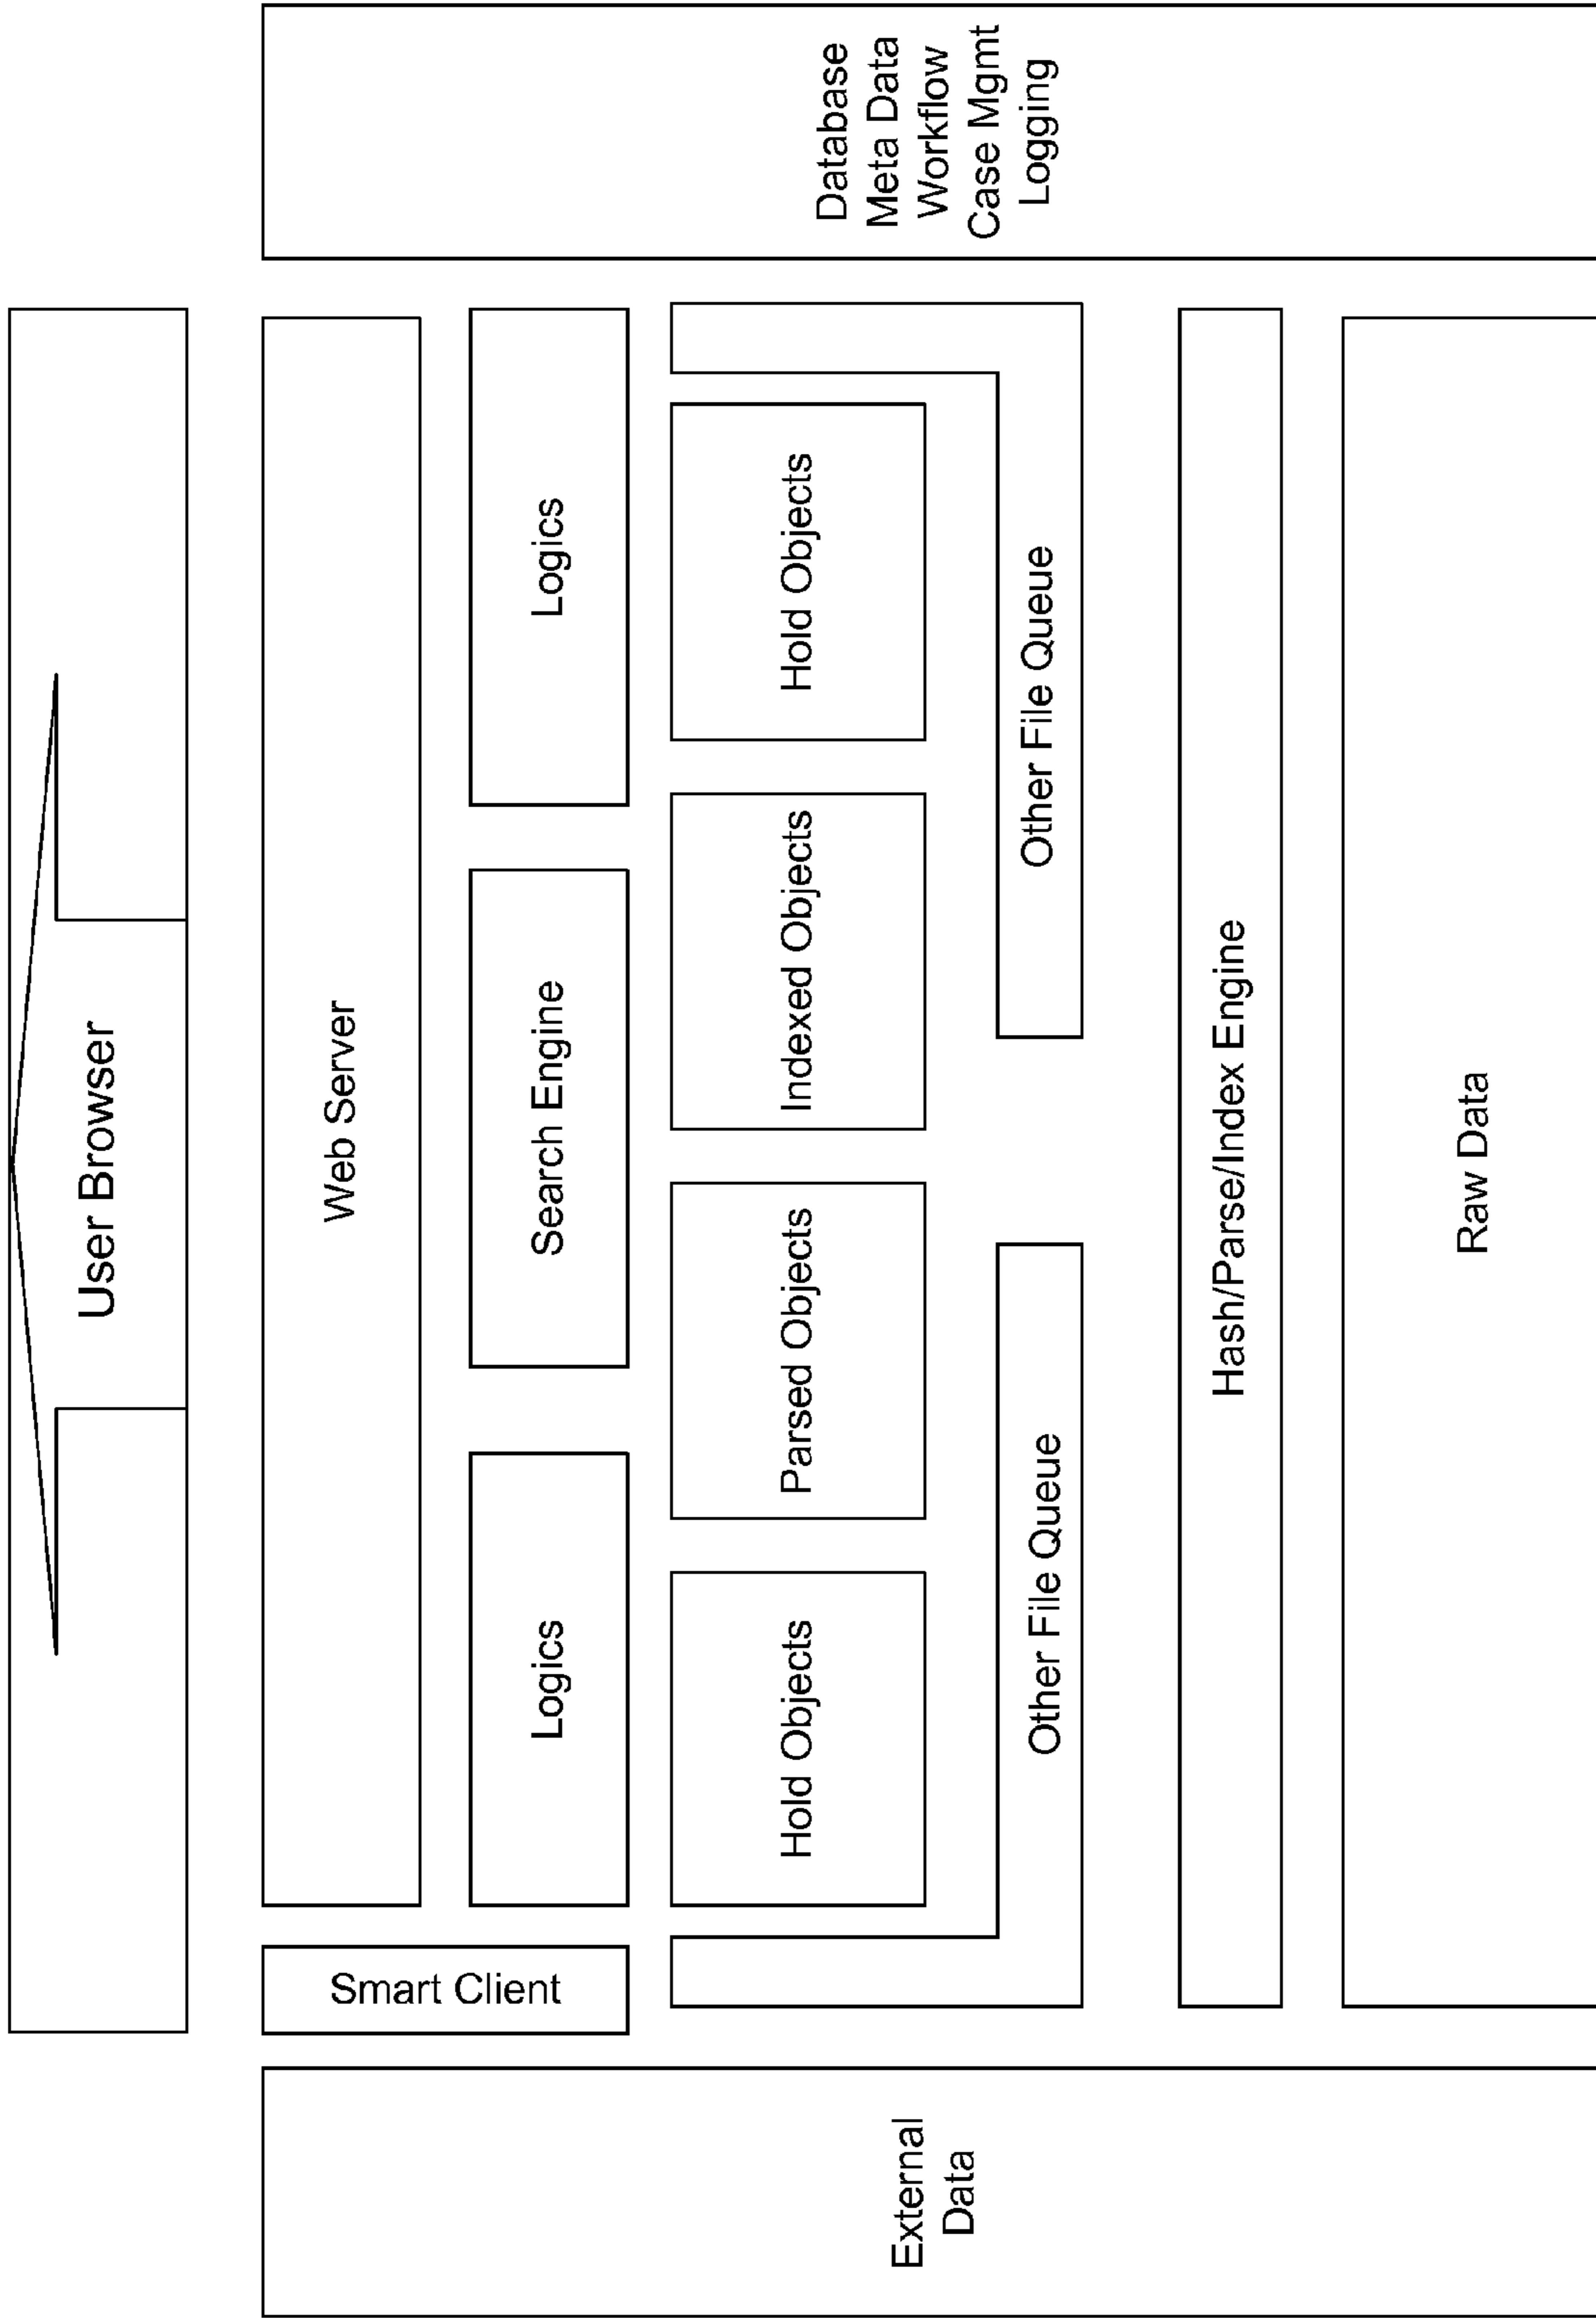 User Browser
Web Server
Smart Client
Logics
Search Engine
Logics
Hold Objects
Parsed Objects
Indexed Objects
Hold Objects
Other File Queue
Other File Queue
Hash/Parse/Index Engine
Raw Data
External
Data
Database
Meta Data
Workflow
Case Mgmt
Logging